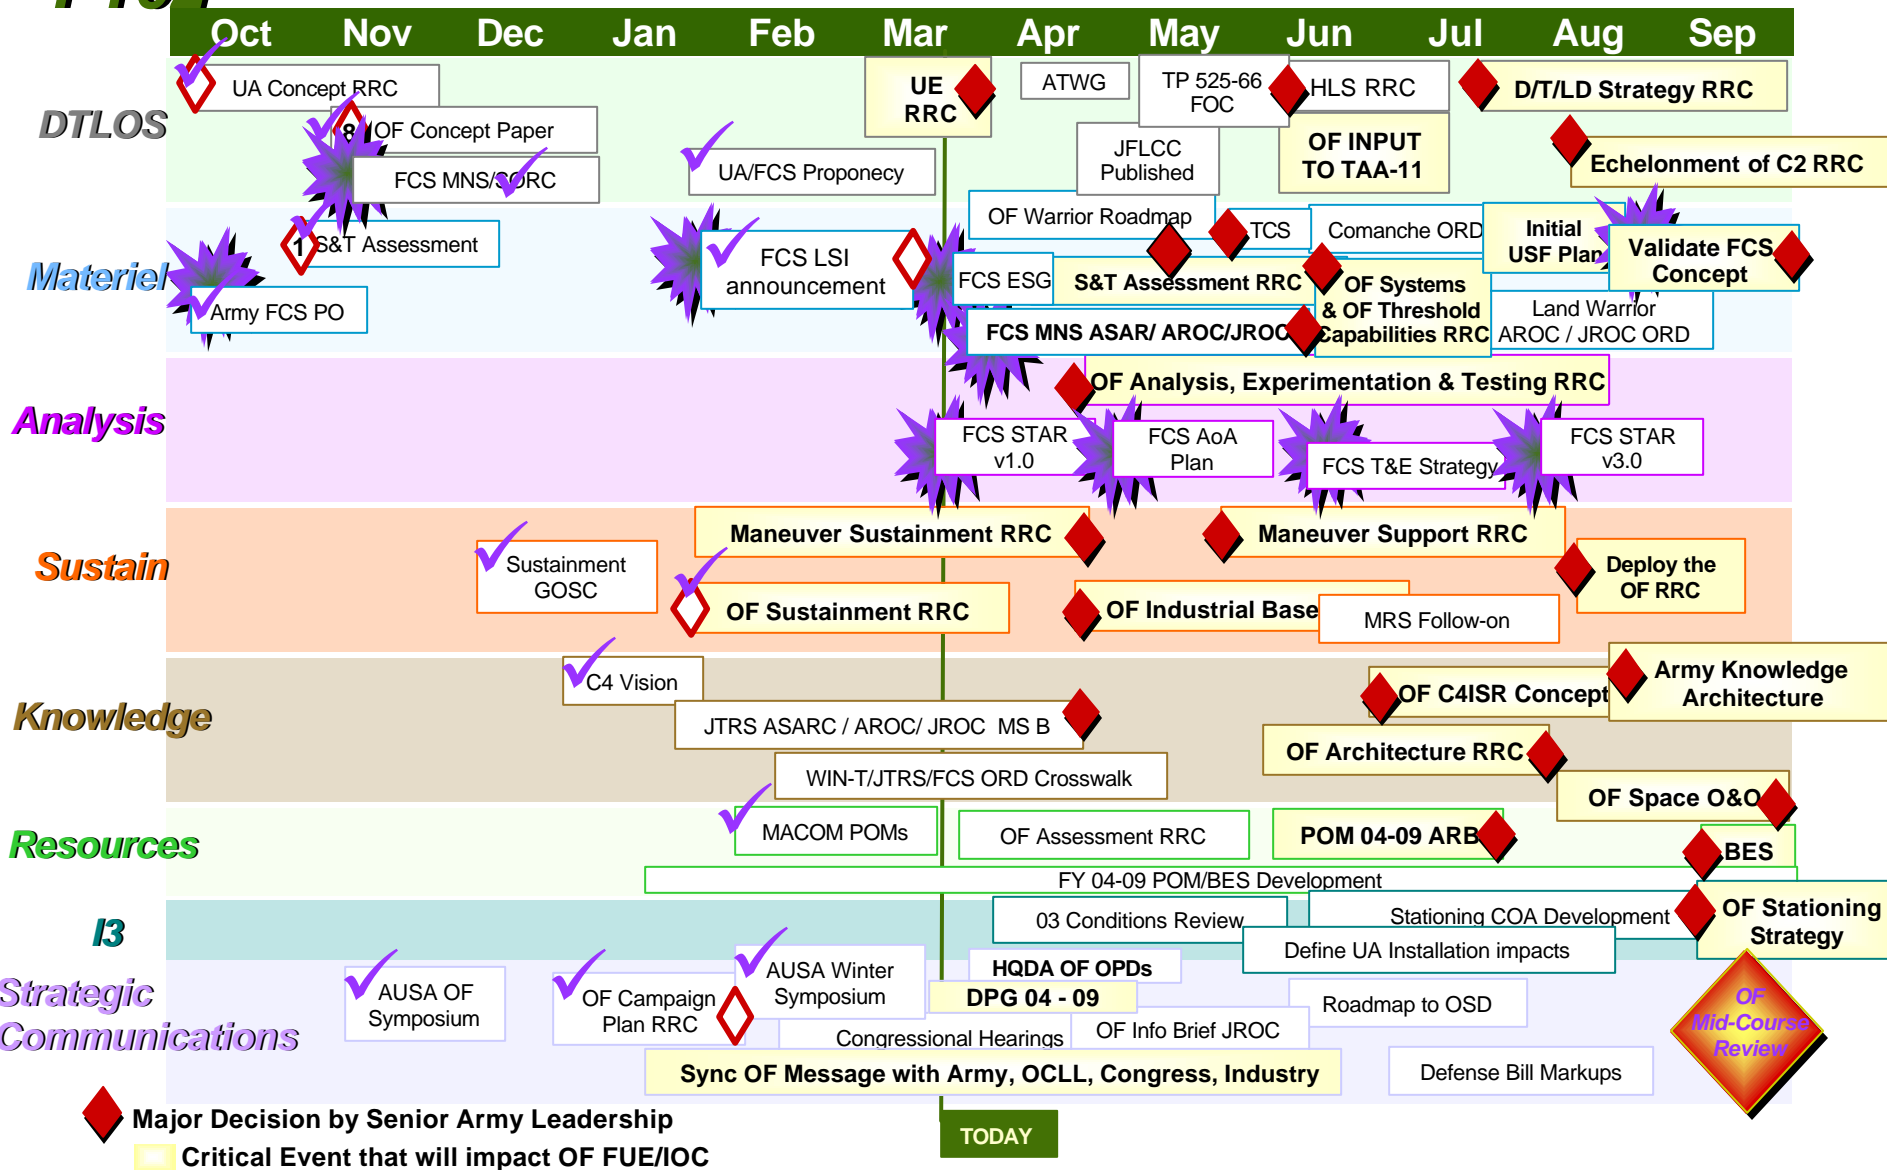 Oct Nov Dec Jan Feb Mar Apr May Jun Jul Aug Sep
DTLOS
UA Concept RRC
UE
RRC
ATWG
TP 525-66
FOC
HLS RRC
D/T/LD Strategy RRC
8
OF Concept Paper
JFLCC
Published
OF INPUT
TO TAA-11
Echelonment of C2 RRC
FCS MNS/SORC
UA/FCS Proponecy
Materiel
1
S&T Assessment
Army FCS PO
FCS LSI
announcement
OF Warrior Roadmap
TCS
Comanche ORD
Initial
USF Plan
Validate FCS
Concept
FCS ESG
S&T Assessment RRC
OF Systems
& OF Threshold
Capabilities RRC
Land Warrior
AROC / JROC ORD
FCS MNS ASAR/ AROC/JROC
Analysis
OF Analysis, Experimentation & Testing RRC
FCS STAR
v1.0
FCS AoA
Plan
FCS T&E Strategy
FCS STAR
v3.0
Sustain
Maneuver Sustainment RRC
Maneuver Support RRC
Sustainment
GOSC
Deploy the
OF RRC
OF Sustainment RRC
OF Industrial Base
MRS Follow-on
Knowledge
C4 Vision
OF C4ISR Concept
Army Knowledge
Architecture
JTRS ASARC / AROC/ JROC MS B
OF Architecture RRC
WIN-T/JTRS/FCS ORD Crosswalk
OF Space O&O
Resources
MACOM POMs
OF Assessment RRC
POM 04-09 ARB
BES
FY 04-09 POM/BES Development
I3
03 Conditions Review
Stationing COA Development
OF Stationing
Strategy
Define UA Installation impacts
Strategic
Communications
AUSA OF
Symposium
OF Campaign
Plan RRC
AUSA Winter
Symposium
HQDA OF OPDs
DPG 04 - 09
Roadmap to OSD
OF
Mid-Course
Review
Congressional Hearings
OF Info Brief JROC
Sync OF Message with Army, OCLL, Congress, Industry
Defense Bill Markups
Major Decision by Senior Army Leadership
TODAY
Critical Event that will impact OF FUE/IOC